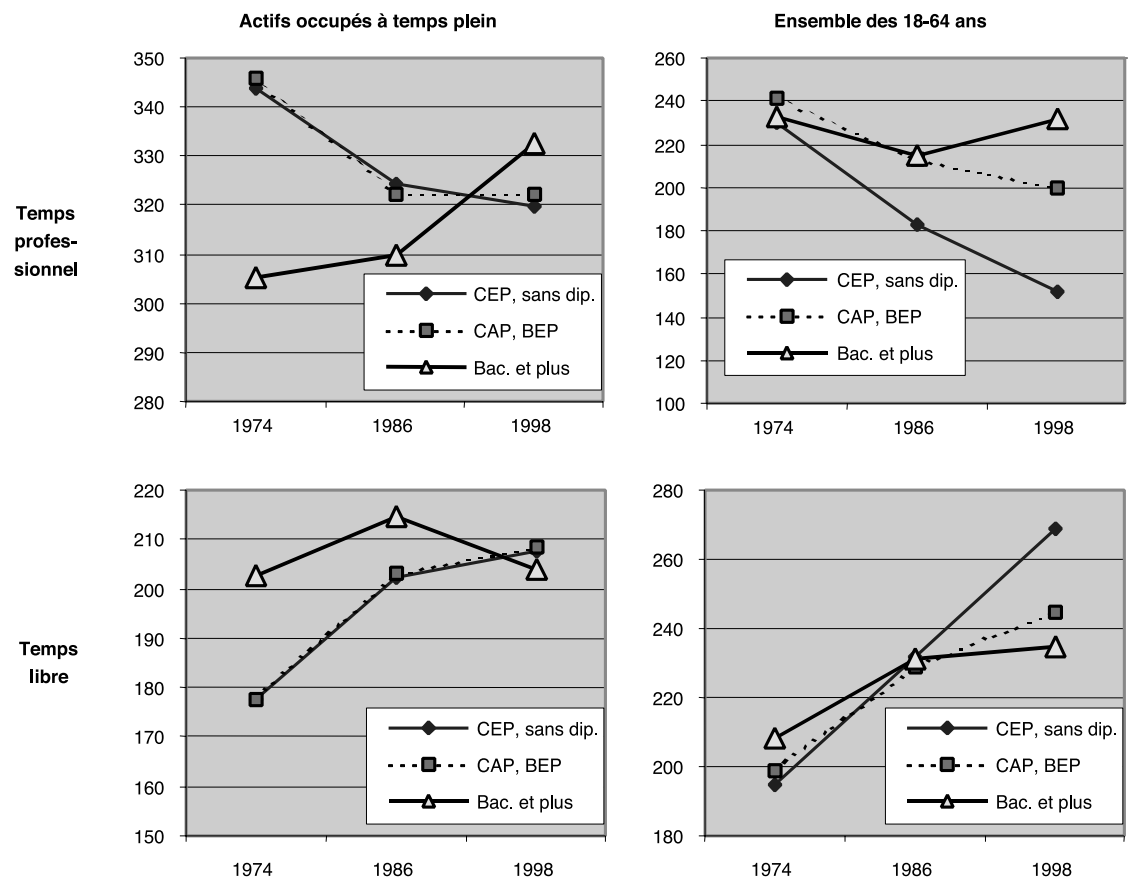 Actifs occupés à temps plein
Ensemble des 18-64 ans
Temps
profes-
sionnel
350
340
330
320
310
300
290
280
1974
1986
1998
CEP, sans dip.
CAP, BEP
Bac. et plus
260
240
220
200
180
160
140
120
100
1974
1986
1998
CEP, sans dip.
CAP, BEP
Bac. et plus
Temps
libre
220
210
200
190
180
170
160
150
1974
1986
1998
CEP, sans dip.
CAP, BEP
Bac. et plus
280
260
240
220
200
180
1974
1986
1998
CEP, sans dip.
CAP, BEP
Bac. et plus